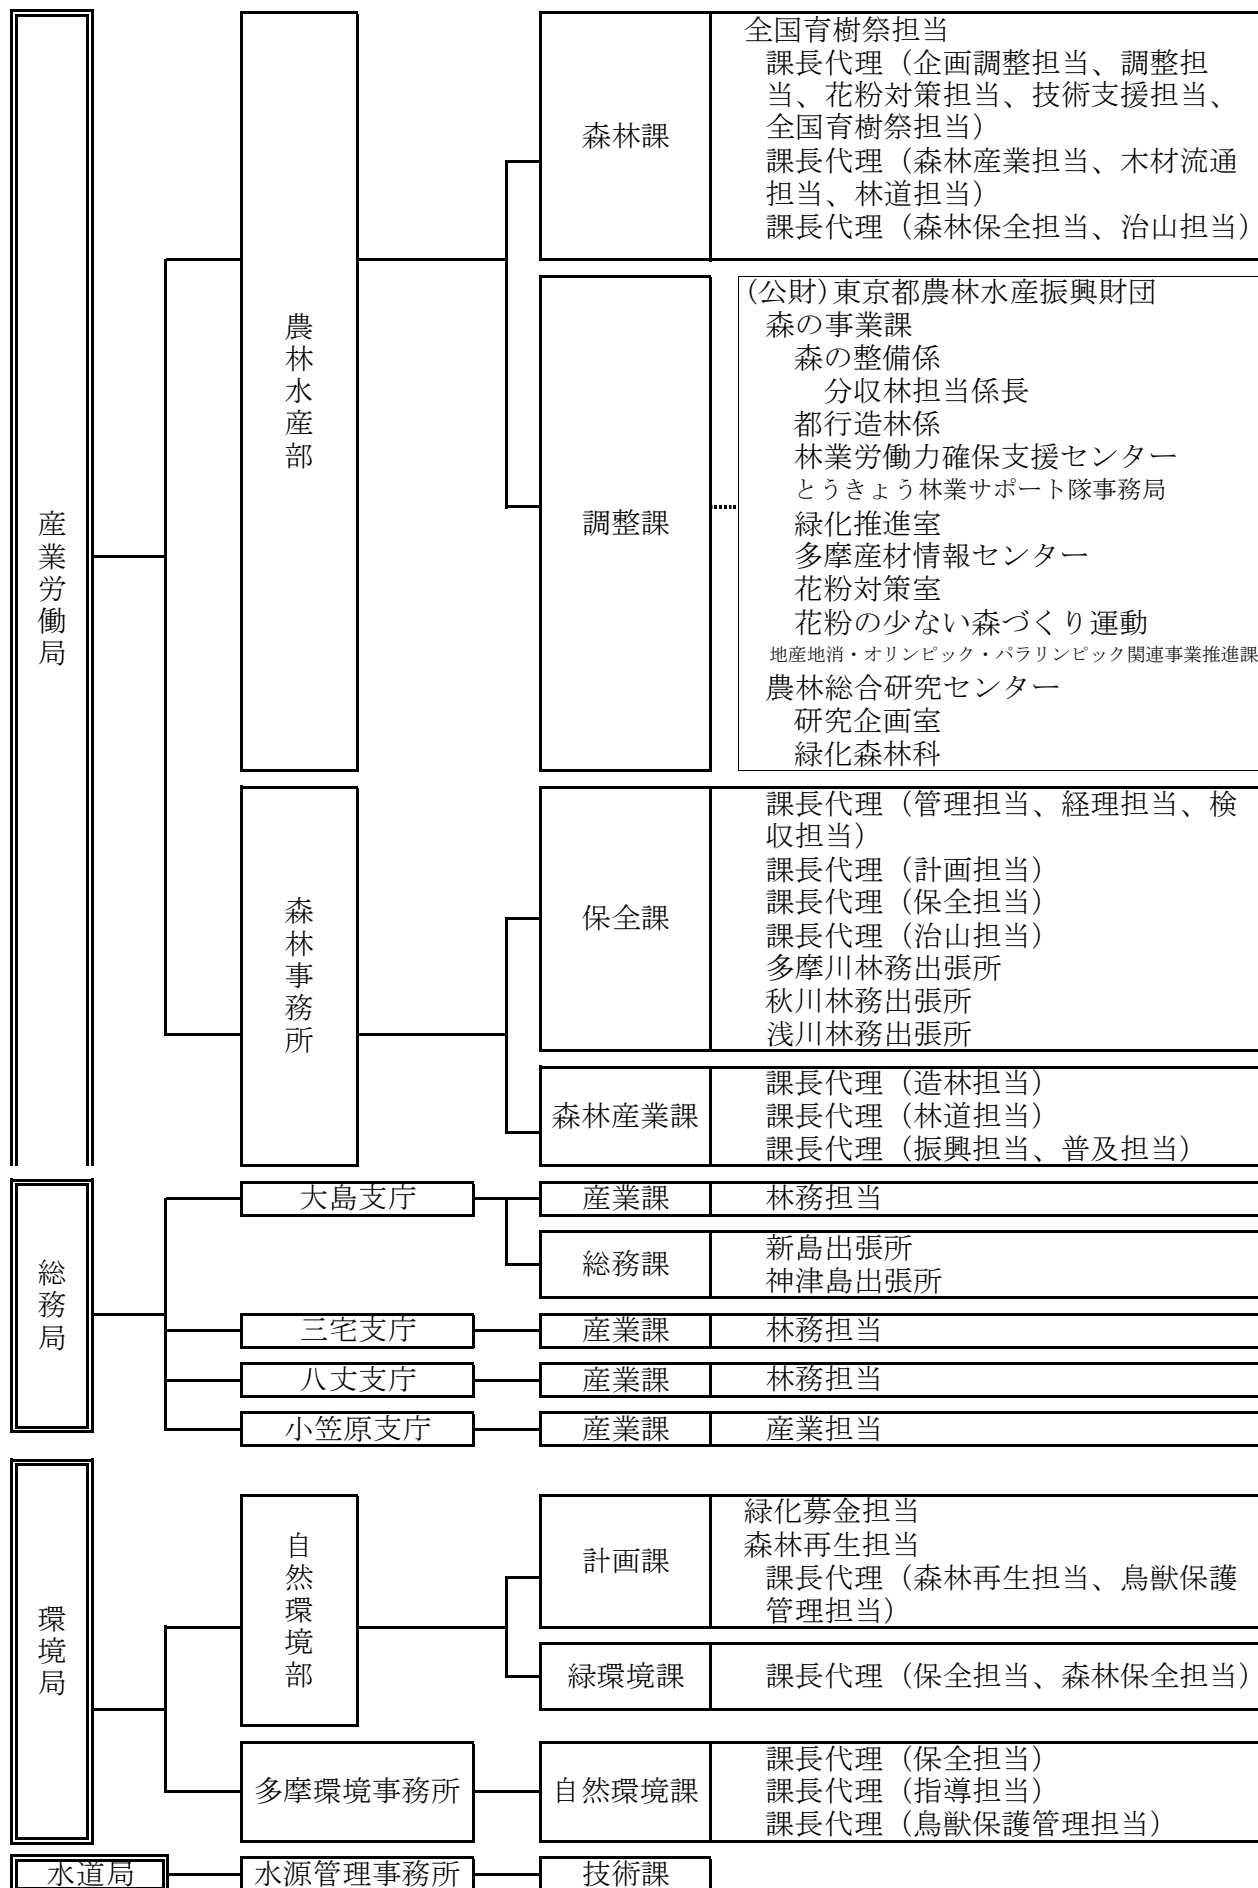 産業労働局
農林水産部
森林課
全国育樹祭担当
課長代理（企画調整担当、調整担
当、花粉対策担当、技術支援担当、
全国育樹祭担当）
課長代理（森林産業担当、木材流通
担当、林道担当）
課長代理（森林保全担当、治山担当）
調整課
(公財)東京都農林水産振興財団
森の事業課
森の整備係
分収林担当係長
都行造林係
林業労働力確保支援センター
とうきょう林業サポート隊事務局
緑化推進室
多摩産材情報センター
花粉対策室
花粉の少ない森づくり運動
地産地消・オリンピック・パラリンピック関連事業推進課
農林総合研究センター
研究企画室
緑化森林科
森林事務所
保全課
課長代理（管理担当、経理担当、検
収担当）
課長代理（計画担当）
課長代理（保全担当）
課長代理（治山担当）
多摩川林務出張所
秋川林務出張所
浅川林務出張所
森林産業課
課長代理（造林担当）
課長代理（林道担当）
課長代理（振興担当、普及担当）
総務局
大島支庁
産業課
林務担当
総務課
新島出張所
神津島出張所
三宅支庁
産業課
林務担当
八丈支庁
産業課
林務担当
小笠原支庁
産業課
産業担当
環境局
自然環境部
計画課
緑化募金担当
森林再生担当
課長代理（森林再生担当、鳥獣保護
管理担当）
緑環境課
課長代理（保全担当、森林保全担当）
多摩環境事務所
自然環境課
課長代理（保全担当）
課長代理（指導担当）
課長代理（鳥獣保護管理担当）
水道局
水源管理事務所
技術課